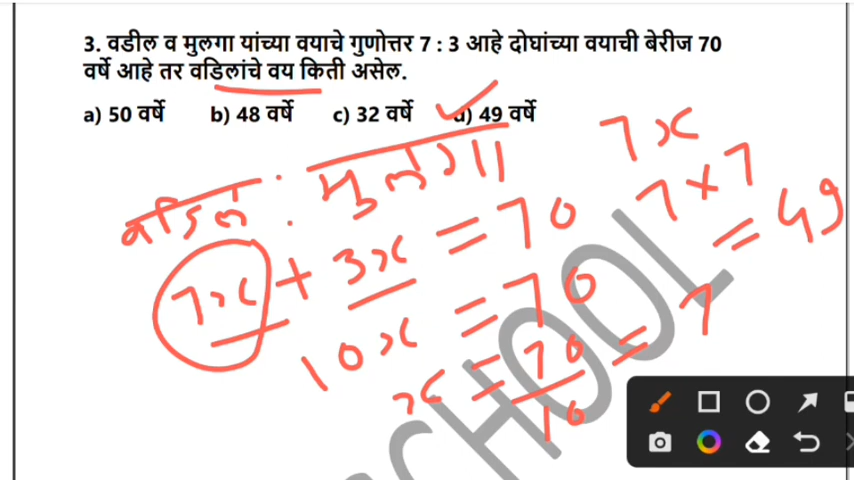 3. वडील व मुलगा यांच्या वयाचे गुणोत्तर 7 : 3 आहे दोघांच्या वयाची बेरीज 70
वर्षे आहे तर वडिलांचे वय किती असेल.
a) 50 वर्षे b) 48 वर्षे c) 32 वर्षे d) 49 वर्षे
वडिल : मुलगा
7x + 3x = 70
10x = 70
x = 70/10 = 7
7x
7 x 7
= 49
SCHOOL